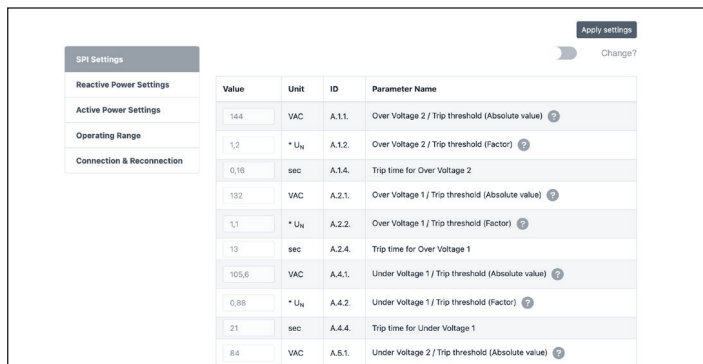 Apply settings
Change?
SPI Settings
Reactive Power Settings
Active Power Settings
Operating Range
Connection & Reconnection
Value Unit ID Parameter Name
144 VAC A.1.1. Over Voltage 2 / Trip threshold (Absolute value) ?
1,2 * UN A.1.2. Over Voltage 2 / Trip threshold (Factor) ?
0,16 sec A.1.4. Trip time for Over Voltage 2
132 VAC A.2.1. Over Voltage 1 / Trip threshold (Absolute value) ?
1,1 * UN A.2.2. Over Voltage 1 / Trip threshold (Factor) ?
13 sec A.2.4. Trip time for Over Voltage 1
105,6 VAC A.4.1. Under Voltage 1 / Trip threshold (Absolute value) ?
0,88 * UN A.4.2. Under Voltage 1 / Trip threshold (Factor) ?
21 sec A.4.4. Trip time for Under Voltage 1
84 VAC A.5.1. Under Voltage 2 / Trip threshold (Absolute value) ?